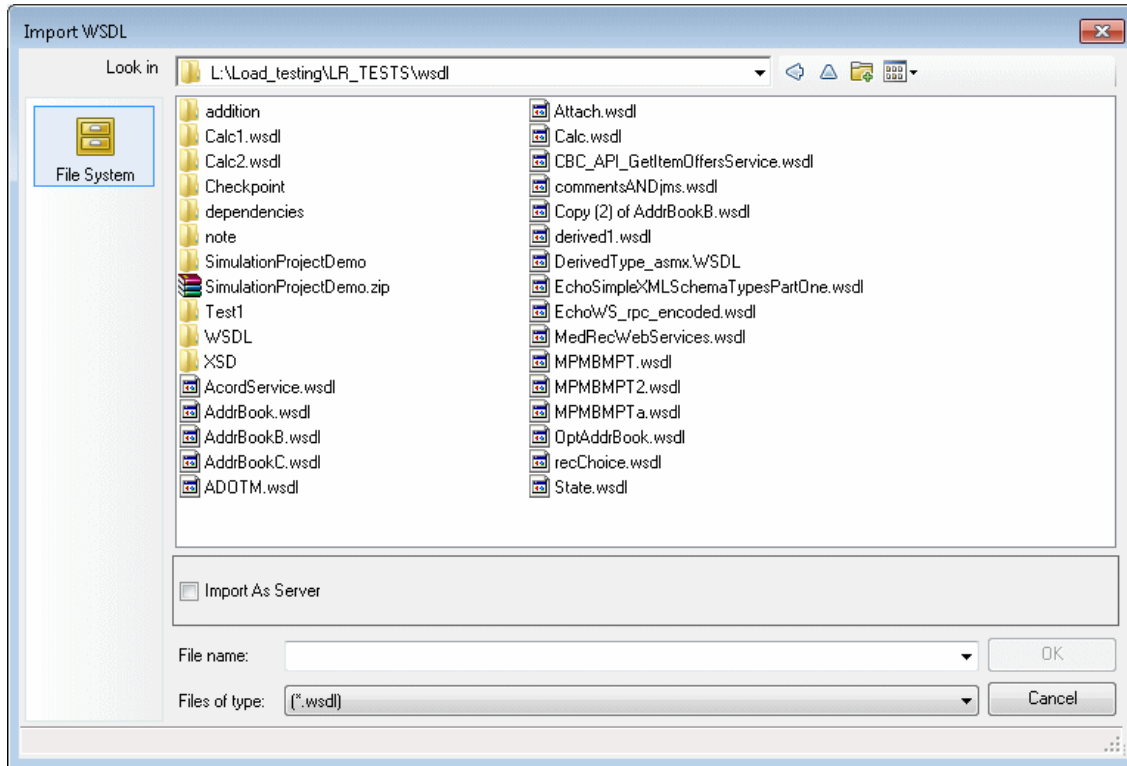 Import WSDL
Look in
L:\Load_testing\LR_TESTS\wsdl
File System
addition
Calc1.wsdl
Calc2.wsdl
Checkpoint
dependencies
note
SimulationProjectDemo
SimulationProjectDemo.zip
Test1
WSDL
XSD
AcordService.wsdl
AddrBook.wsdl
AddrBookB.wsdl
AddrBookC.wsdl
ADOTM.wsdl
Attach.wsdl
Calc.wsdl
CBC_API_GetItemOffersService.wsdl
commentsANDjms.wsdl
Copy (2) of AddrBookB.wsdl
derived1.wsdl
DerivedType_asmx.WSDL
EchoSimpleXMLSchemaTypesPartOne.wsdl
EchoWS_rpc_encoded.wsdl
MedRecWebServices.wsdl
MPMBMPT.wsdl
MPMBMPT2.wsdl
MPMBMPTa.wsdl
OptAddrBook.wsdl
recChoice.wsdl
State.wsdl
Import As Server
File name:
OK
Files of type:
(*.wsdl)
Cancel